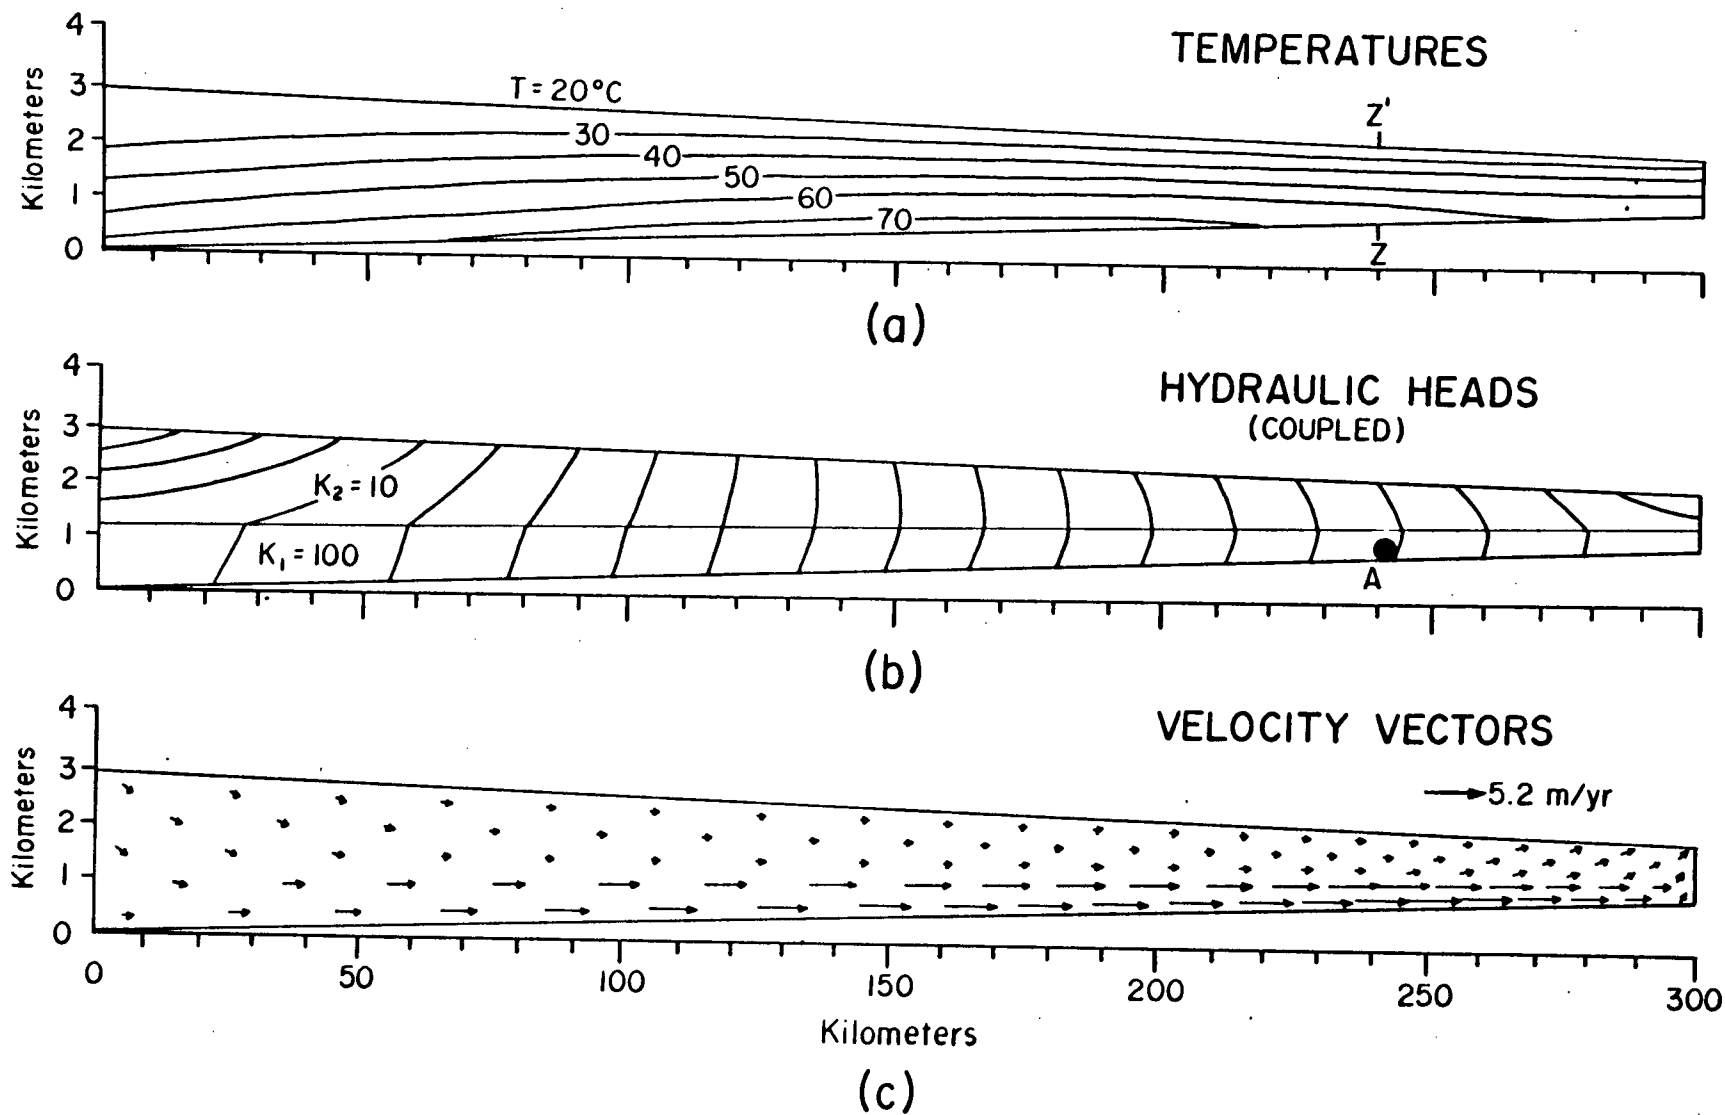 TEMPERATURES
Kilometers
4
3
2
1
0
T = 20°C
30
40
50
60
70
Z'
Z
(a)
HYDRAULIC HEADS
(COUPLED)
Kilometers
4
3
2
1
0
K₂ = 10
K₁ = 100
A
(b)
VELOCITY VECTORS
5.2 m/yr
Kilometers
4
3
2
1
0
0
50
100
150
200
250
300
Kilometers
(c)